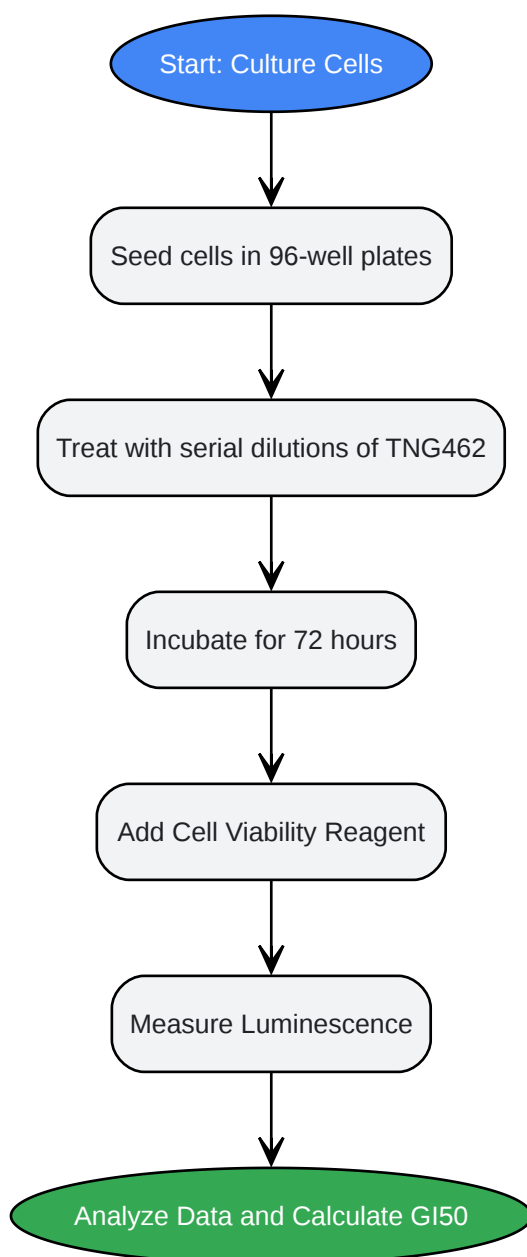 Start: Culture Cells
Seed cells in 96-well plates
Treat with serial dilutions of TNG462
Incubate for 72 hours
Add Cell Viability Reagent
Measure Luminescence
Analyze Data and Calculate GI50